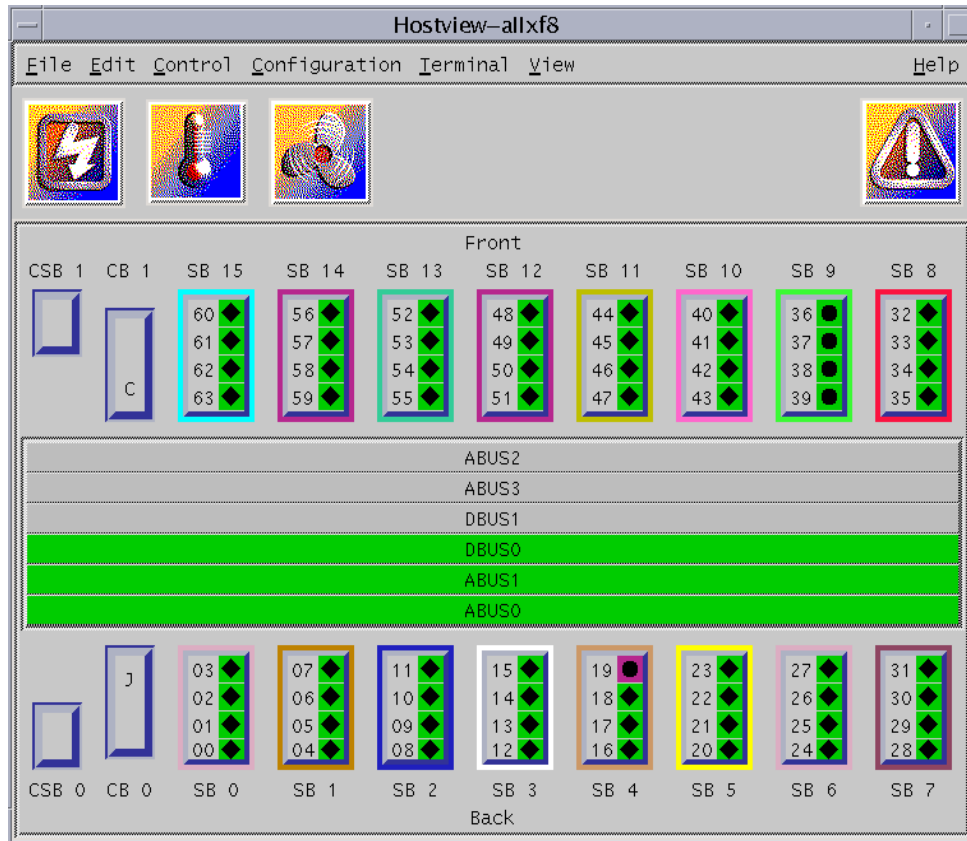 Hostview-allxf8
File Edit Control Configuration Terminal View Help
Front
CSB 1 CB 1 SB 15 SB 14 SB 13 SB 12 SB 11 SB 10 SB 9 SB 8
60 56 52 48 44 40 36 32
61 57 53 49 45 41 37 33
62 58 54 50 46 42 38 34
C 63 59 55 51 47 43 39 35
ABUS2
ABUS3
DBUS1
DBUS0
ABUS1
ABUS0
J 03 07 11 15 19 23 27 31
02 06 10 14 18 22 26 30
01 05 09 13 17 21 25 29
00 04 08 12 16 20 24 28
CSB 0 CB 0 SB 0 SB 1 SB 2 SB 3 SB 4 SB 5 SB 6 SB 7
Back